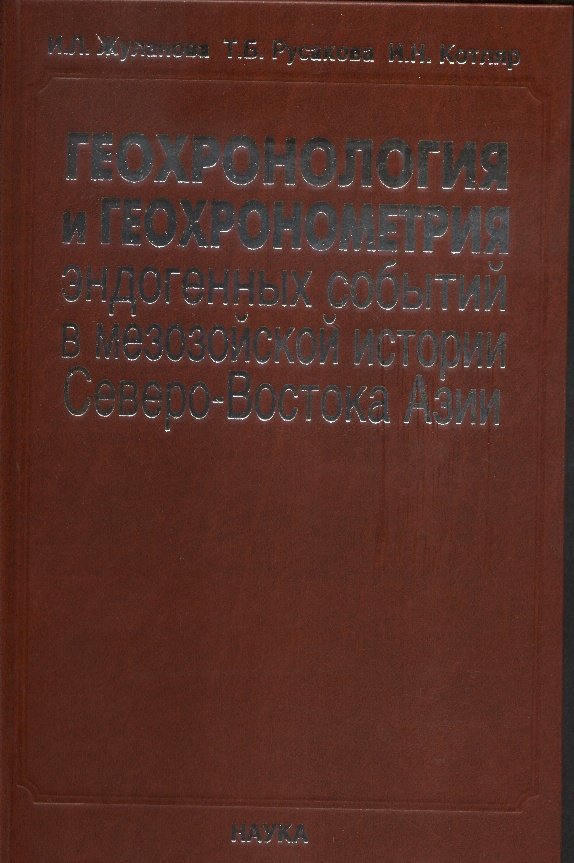 И.Л. Жуланова Т.Б. Русакова И.Н. Котляр
ГЕОХРОНОЛОГИЯ
и ГЕОХРОНОМЕТРИЯ
эндогенных событий
в мезозойской истории
Северо-Востока Азии
НАУКА